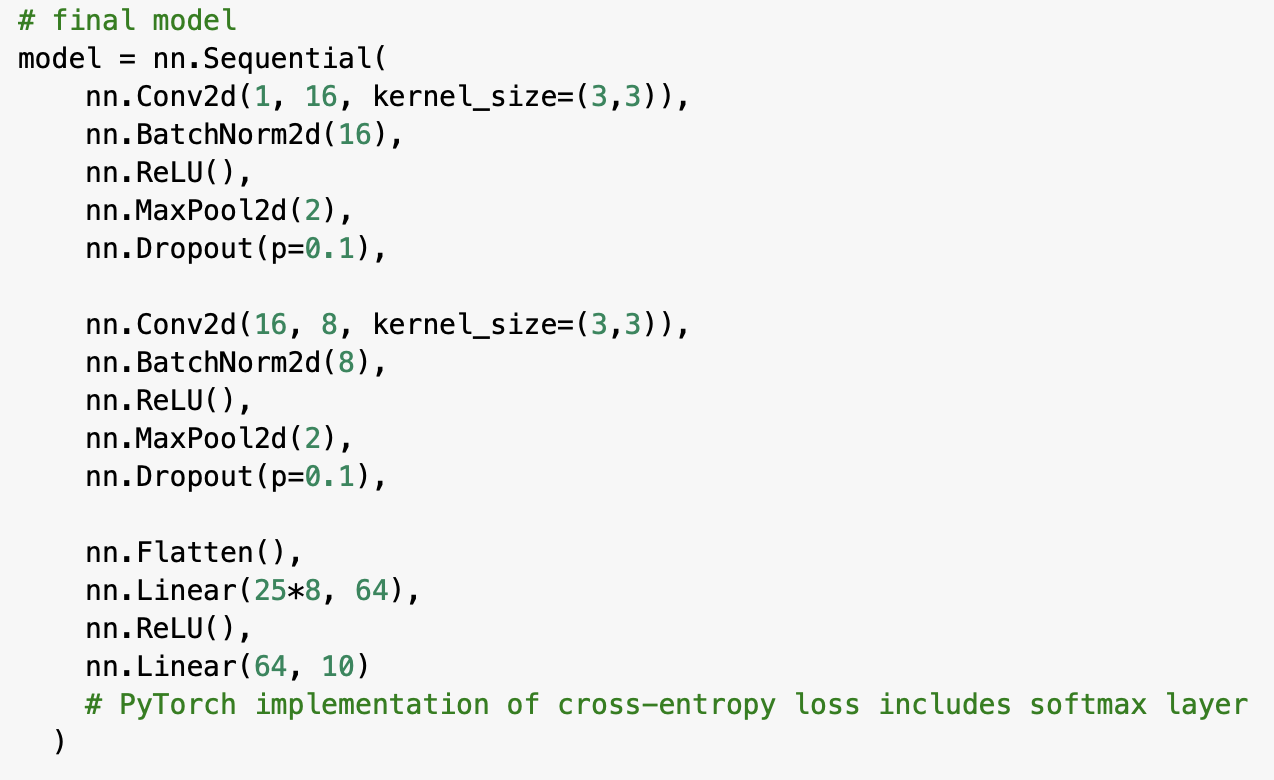 # final model
model = nn.Sequential(
    nn.Conv2d(1, 16, kernel_size=(3,3)),
    nn.BatchNorm2d(16),
    nn.ReLU(),
    nn.MaxPool2d(2),
    nn.Dropout(p=0.1),

    nn.Conv2d(16, 8, kernel_size=(3,3)),
    nn.BatchNorm2d(8),
    nn.ReLU(),
    nn.MaxPool2d(2),
    nn.Dropout(p=0.1),

    nn.Flatten(),
    nn.Linear(25*8, 64),
    nn.ReLU(),
    nn.Linear(64, 10)
    # PyTorch implementation of cross-entropy loss includes softmax layer
  )